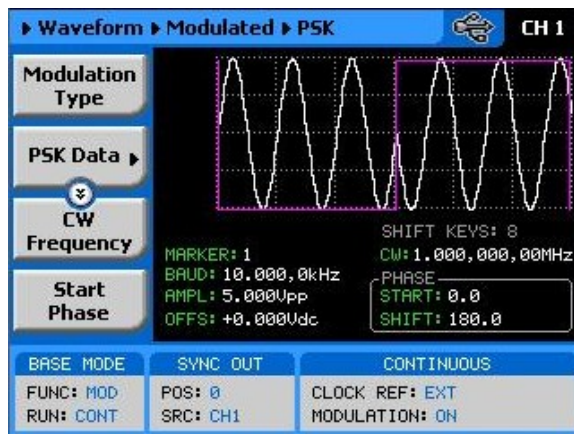 Waveform Modulated PSK CH 1
Modulation Type
PSK Data
CW Frequency
Start Phase
SHIFT KEYS: 8
MARKER: 1
CW: 1.000,000,00MHz
BAUD: 10.000,0kHz
AMPL: 5.000Vpp
OFFS: +0.000Vdc
PHASE
START: 0.0
SHIFT: 180.0
BASE MODE
FUNC: MOD
RUN: CONT
SYNC OUT
POS: 0
SRC: CH1
CONTINUOUS
CLOCK REF: EXT
MODULATION: ON